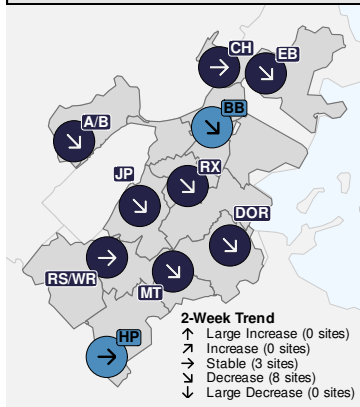 CH
EB
BB
A/B
RX
JP
DOR
RS/WR
MT
HP
2-Week Trend
↑ Large Increase (0 sites)
↗ Increase (0 sites)
→ Stable (3 sites)
↘ Decrease (8 sites)
↓ Large Decrease (0 sites)